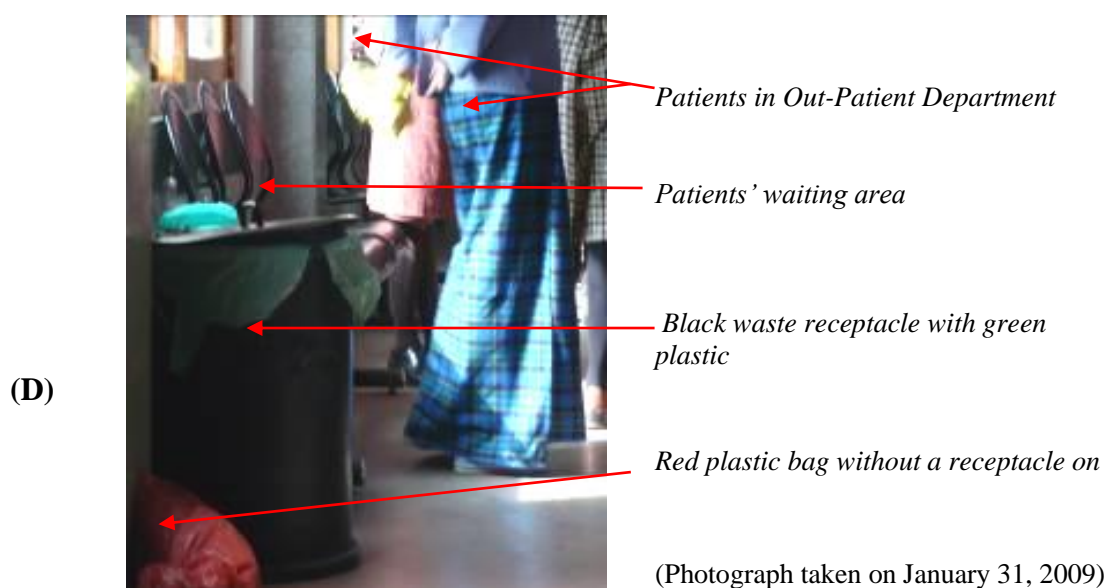 Patients in Out-Patient Department
Patients' waiting area
Black waste receptacle with green
plastic
(D)
Red plastic bag without a receptacle on
(Photograph taken on January 31, 2009)